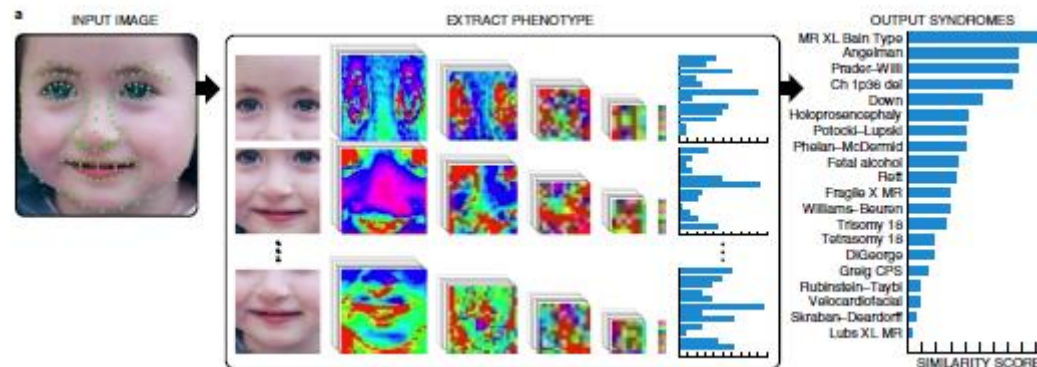 a
INPUT IMAGE
EXTRACT PHENOTYPE
OUTPUT SYNDROMES
MR XL Bain Type
Angelman
Prader–Willi
Ch 1p36 del
Down
Holoprosencephaly
Potocki–Lupski
Phelan–McDermid
Fetal alcohol
Rett
Fragile X MR
Williams–Beuren
Trisomy 18
Tetrasomy 18
DiGeorge
Greig CPS
Rubinstein–Taybi
Velocardiofacial
Skraban–Deardorff
Lubs XL MR
SIMILARITY SCORE